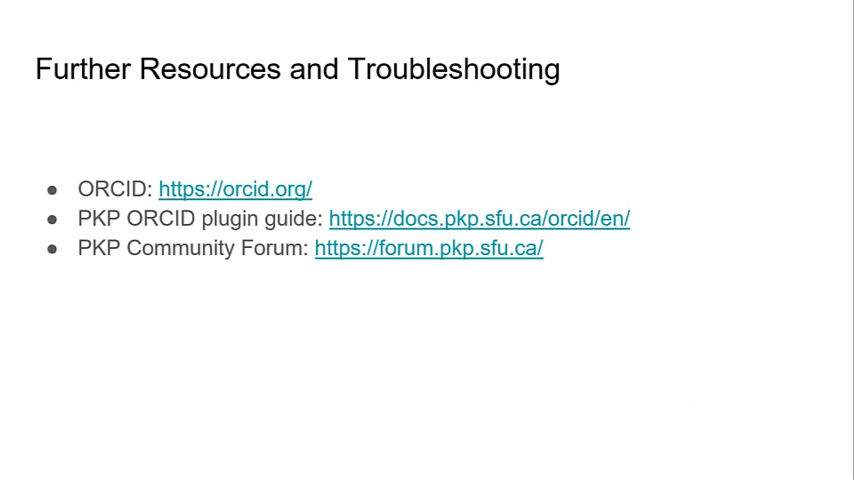 Further Resources and Troubleshooting
● ORCID: https://orcid.org/
● PKP ORCID plugin guide: https://docs.pkp.sfu.ca/orcid/en/
● PKP Community Forum: https://forum.pkp.sfu.ca/